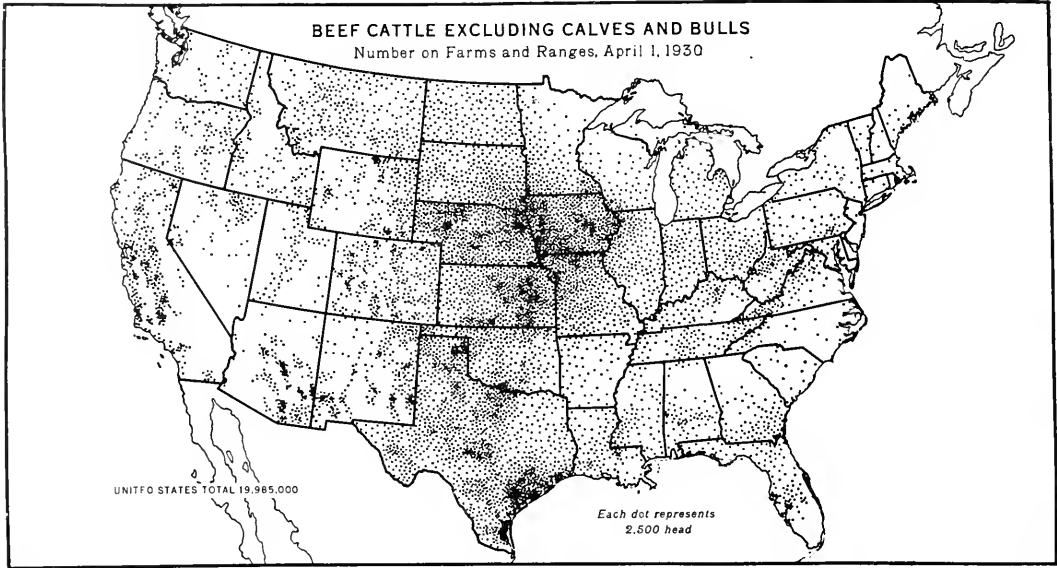 BEEF CATTLE EXCLUDING CALVES AND BULLS
Number on Farms and Ranges, April 1, 1930
UNITFO STATES TOTAL 19,985,000
Each dot represents
2,500 head